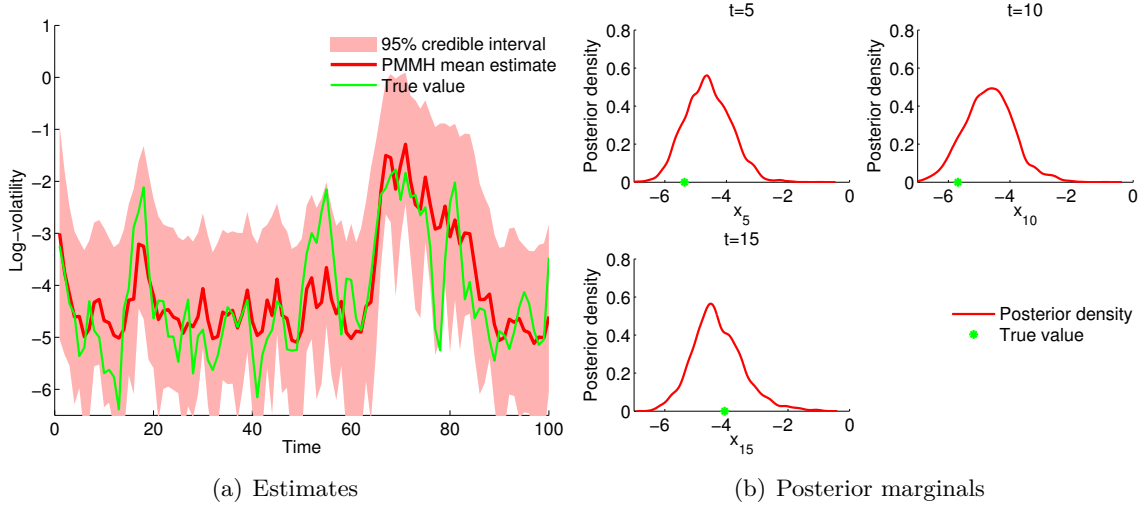 1
0
−1
−2
−3
−4
−5
−6
Log−volatility
95% credible interval
PMMH mean estimate
True value
0 20 40 60 80 100
Time
(a) Estimates
t=5
0.8
0.6
0.4
0.2
0
Posterior density
−6 −4 −2 0
x5
t=10
0.8
0.6
0.4
0.2
0
Posterior density
−6 −4 −2 0
x10
t=15
0.8
0.6
0.4
0.2
0
Posterior density
−6 −4 −2 0
x15
Posterior density
True value
(b) Posterior marginals